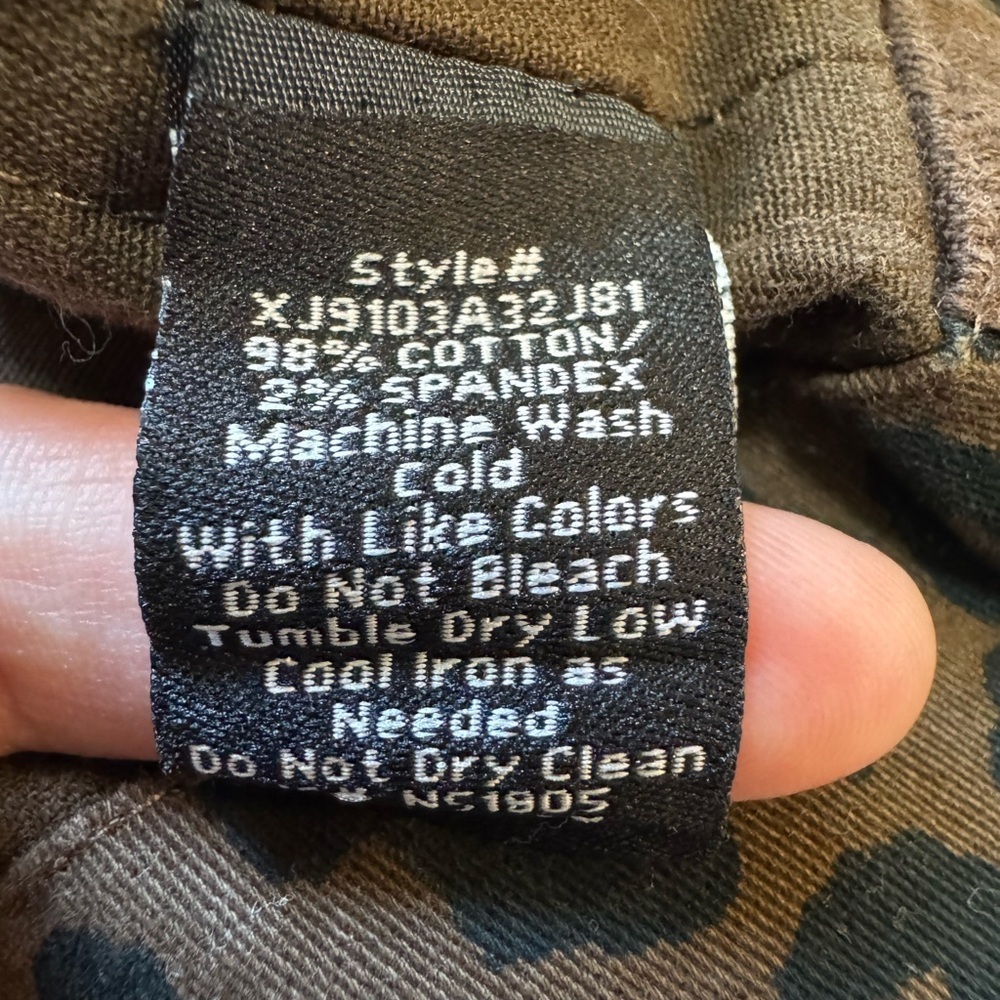 Style#
XJ9103A32J81
98% COTTON/
2% SPANDEX
Machine Wash
Cold
With Like Colors
Do Not Bleach
Tumble Dry Low
Cool Iron as
Needed
Do Not Dry Clean